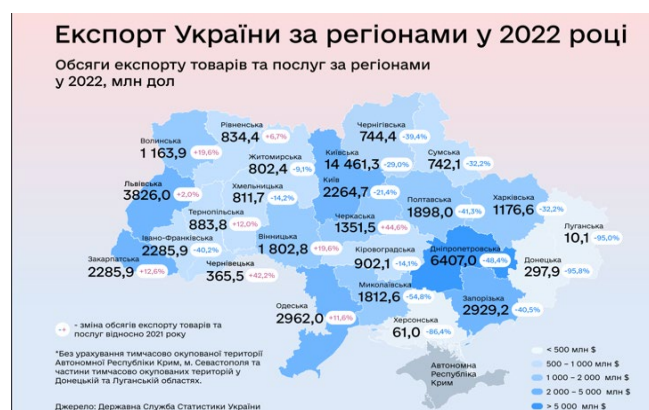 Експорт України за регіонами у 2022 році
Обсяги експорту товарів та послуг за регіонами
у 2022, млн дол
Рівненська
834,4 +6,7%
Волинська
1 163,9 +19,6%
Житомирська
802,4 -9,1%
Київська
14 461,3 -29,0%
Чернігівська
744,4 -39,4%
Сумська
742,1 -32,2%
Львівська
3826,0 +2,0%
Хмельницька
811,7 -14,2%
Київ
2264,7 -21,4%
Тернопільська
883,8 +12,0%
Черкаська
1351,5 +44,6%
Полтавська
1898,0 -41,3%
Харківська
1176,6 -32,2%
Луганська
10,1 -95,0%
Івано-Франківська
2285,9 -40,2%
Вінницька
1 802,8 +19,6%
Кіровоградська
902,1 -14,1%
Дніпропетровська
6407,0 -48,4%
Донецька
297,9 -95,8%
Закарпатська
2285,9 +12,6%
Чернівецька
365,5 +42,2%
Миколаївська
1812,6 -54,8%
Запорізька
2929,2 -40,5%
Одеська
2962,0 +11,6%
Херсонська
61,0 -86,4%
Автономна
Республіка
Крим
- зміна обсягів експорту товарів та
послуг відносно 2021 року
*Без урахування тимчасово окупованої території
Автономної Республіки Крим, м. Севастополя та
частини тимчасово окупованих територій у
Донецькій та Луганській областях.
Джерело: Державна Служба Статистики України
< 500 млн $
500 – 1 000 млн $
1 000 – 2 000 млн $
2 000 – 5 000 млн $
> 5 000 млн $